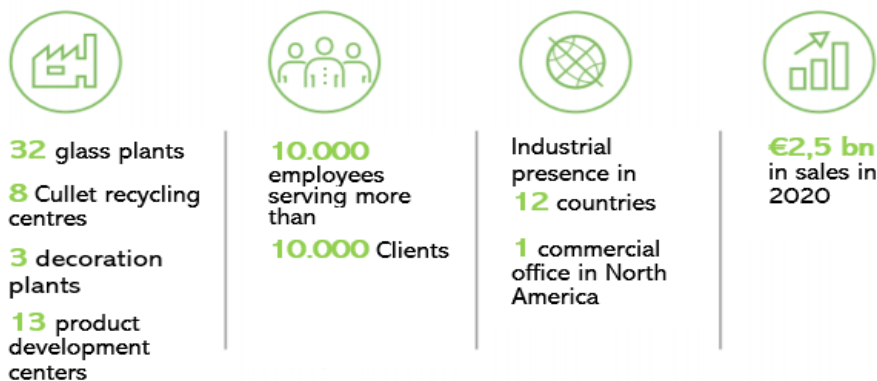 32 glass plants
8 Cullet recycling
centres
3 decoration
plants
13 product
development
centers
10.000
employees
serving more
than
10.000 Clients
Industrial
presence in
12 countries
1 commercial
office in North
America
€2,5 bn
in sales in
2020